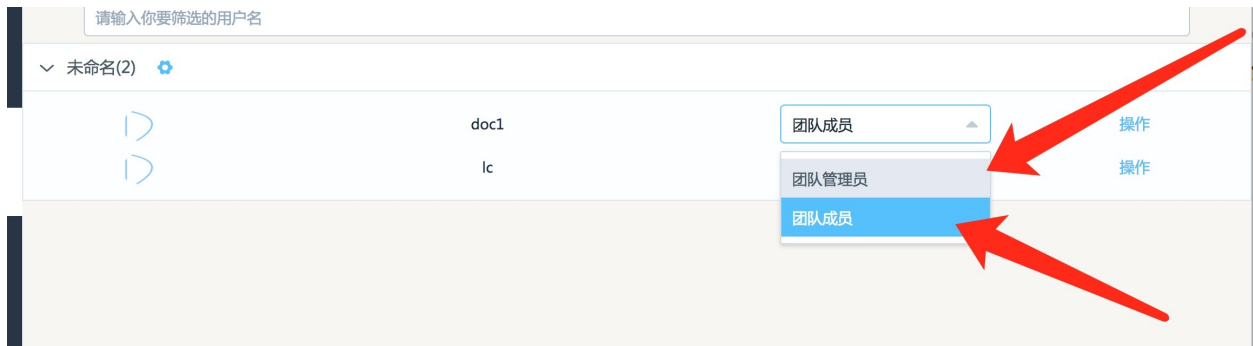 请输入你要筛选的用户名
未命名(2)
doc1 团队成员 操作
lc 操作
团队管理员
团队成员